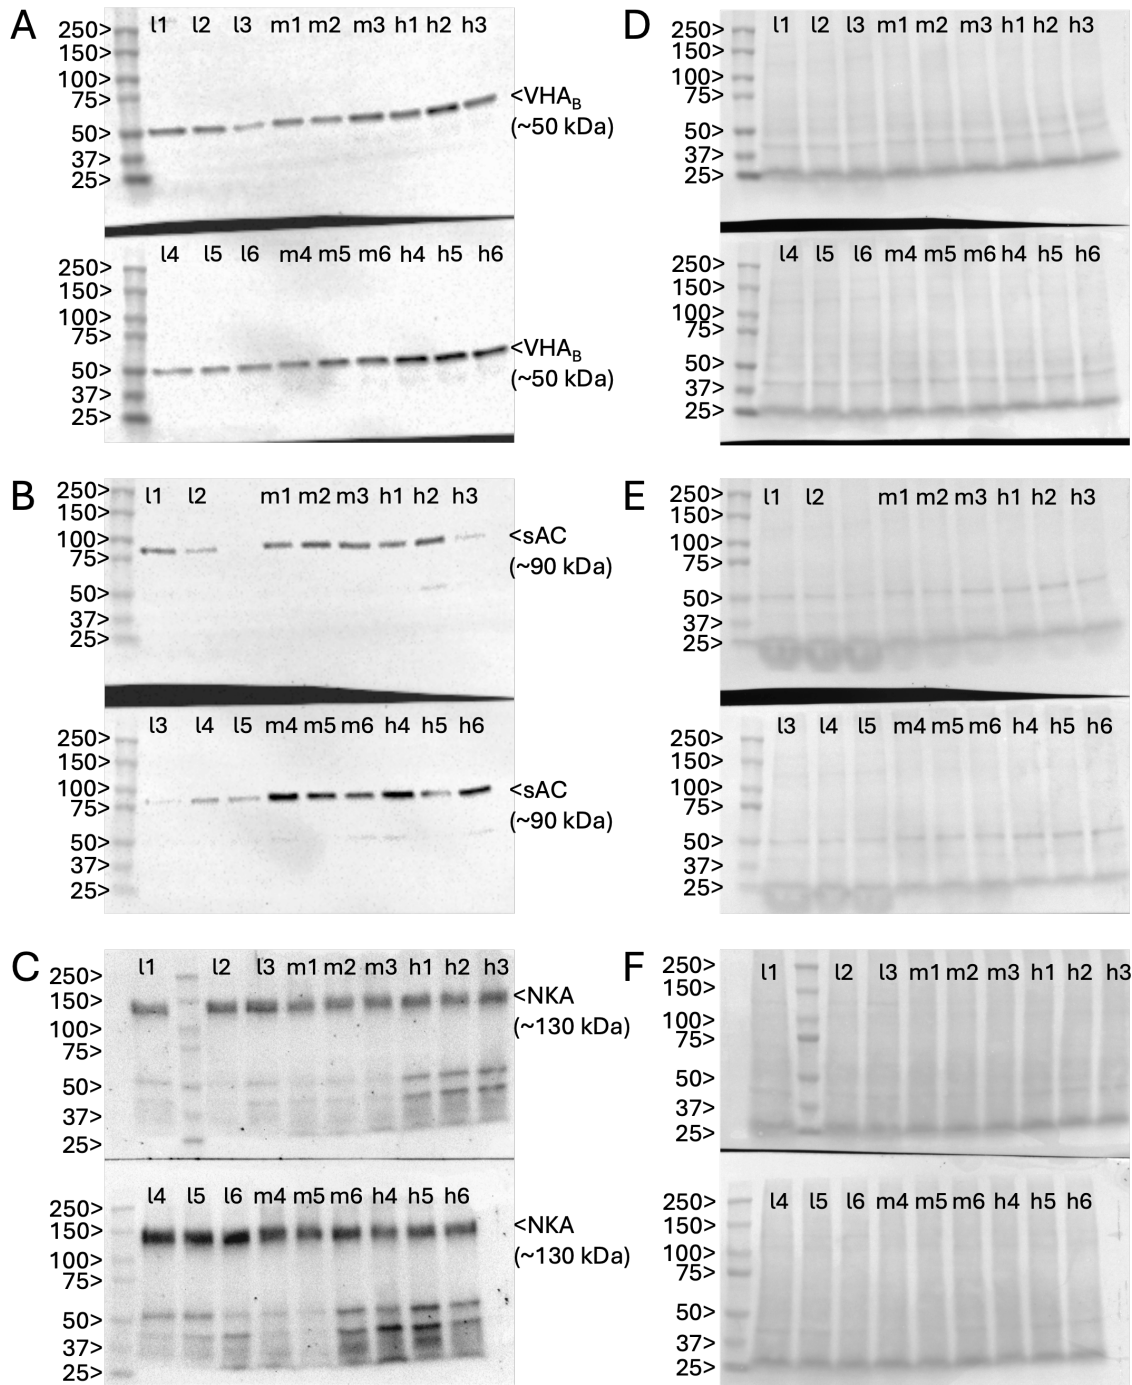 A
l1 l2 l3 m1 m2 m3 h1 h2 h3
250>
150>
100>
75>
50>
37>
25>
<VHAB
(~50 kDa)
l4 l5 l6 m4 m5 m6 h4 h5 h6
250>
150>
100>
75>
50>
37>
25>
<VHAB
(~50 kDa)
D
l1 l2 l3 m1 m2 m3 h1 h2 h3
250>
150>
100>
75>
50>
37>
25>
l4 l5 l6 m4 m5 m6 h4 h5 h6
250>
150>
100>
75>
50>
37>
25>
B
l1 l2 m1 m2 m3 h1 h2 h3
250>
150>
100>
75>
50>
37>
25>
<sAC
(~90 kDa)
l3 l4 l5 m4 m5 m6 h4 h5 h6
250>
150>
100>
75>
50>
37>
25>
<sAC
(~90 kDa)
E
l1 l2 m1 m2 m3 h1 h2 h3
250>
150>
100>
75>
50>
37>
25>
l3 l4 l5 m4 m5 m6 h4 h5 h6
250>
150>
100>
75>
50>
37>
25>
C
l1 l2 l3 m1 m2 m3 h1 h2 h3
250>
150>
100>
75>
50>
37>
25>
<NKA
(~130 kDa)
l4 l5 l6 m4 m5 m6 h4 h5 h6
250>
150>
100>
75>
50>
37>
25>
<NKA
(~130 kDa)
F
l1 l2 l3 m1 m2 m3 h1 h2 h3
250>
150>
100>
75>
50>
37>
25>
l4 l5 l6 m4 m5 m6 h4 h5 h6
250>
150>
100>
75>
50>
37>
25>